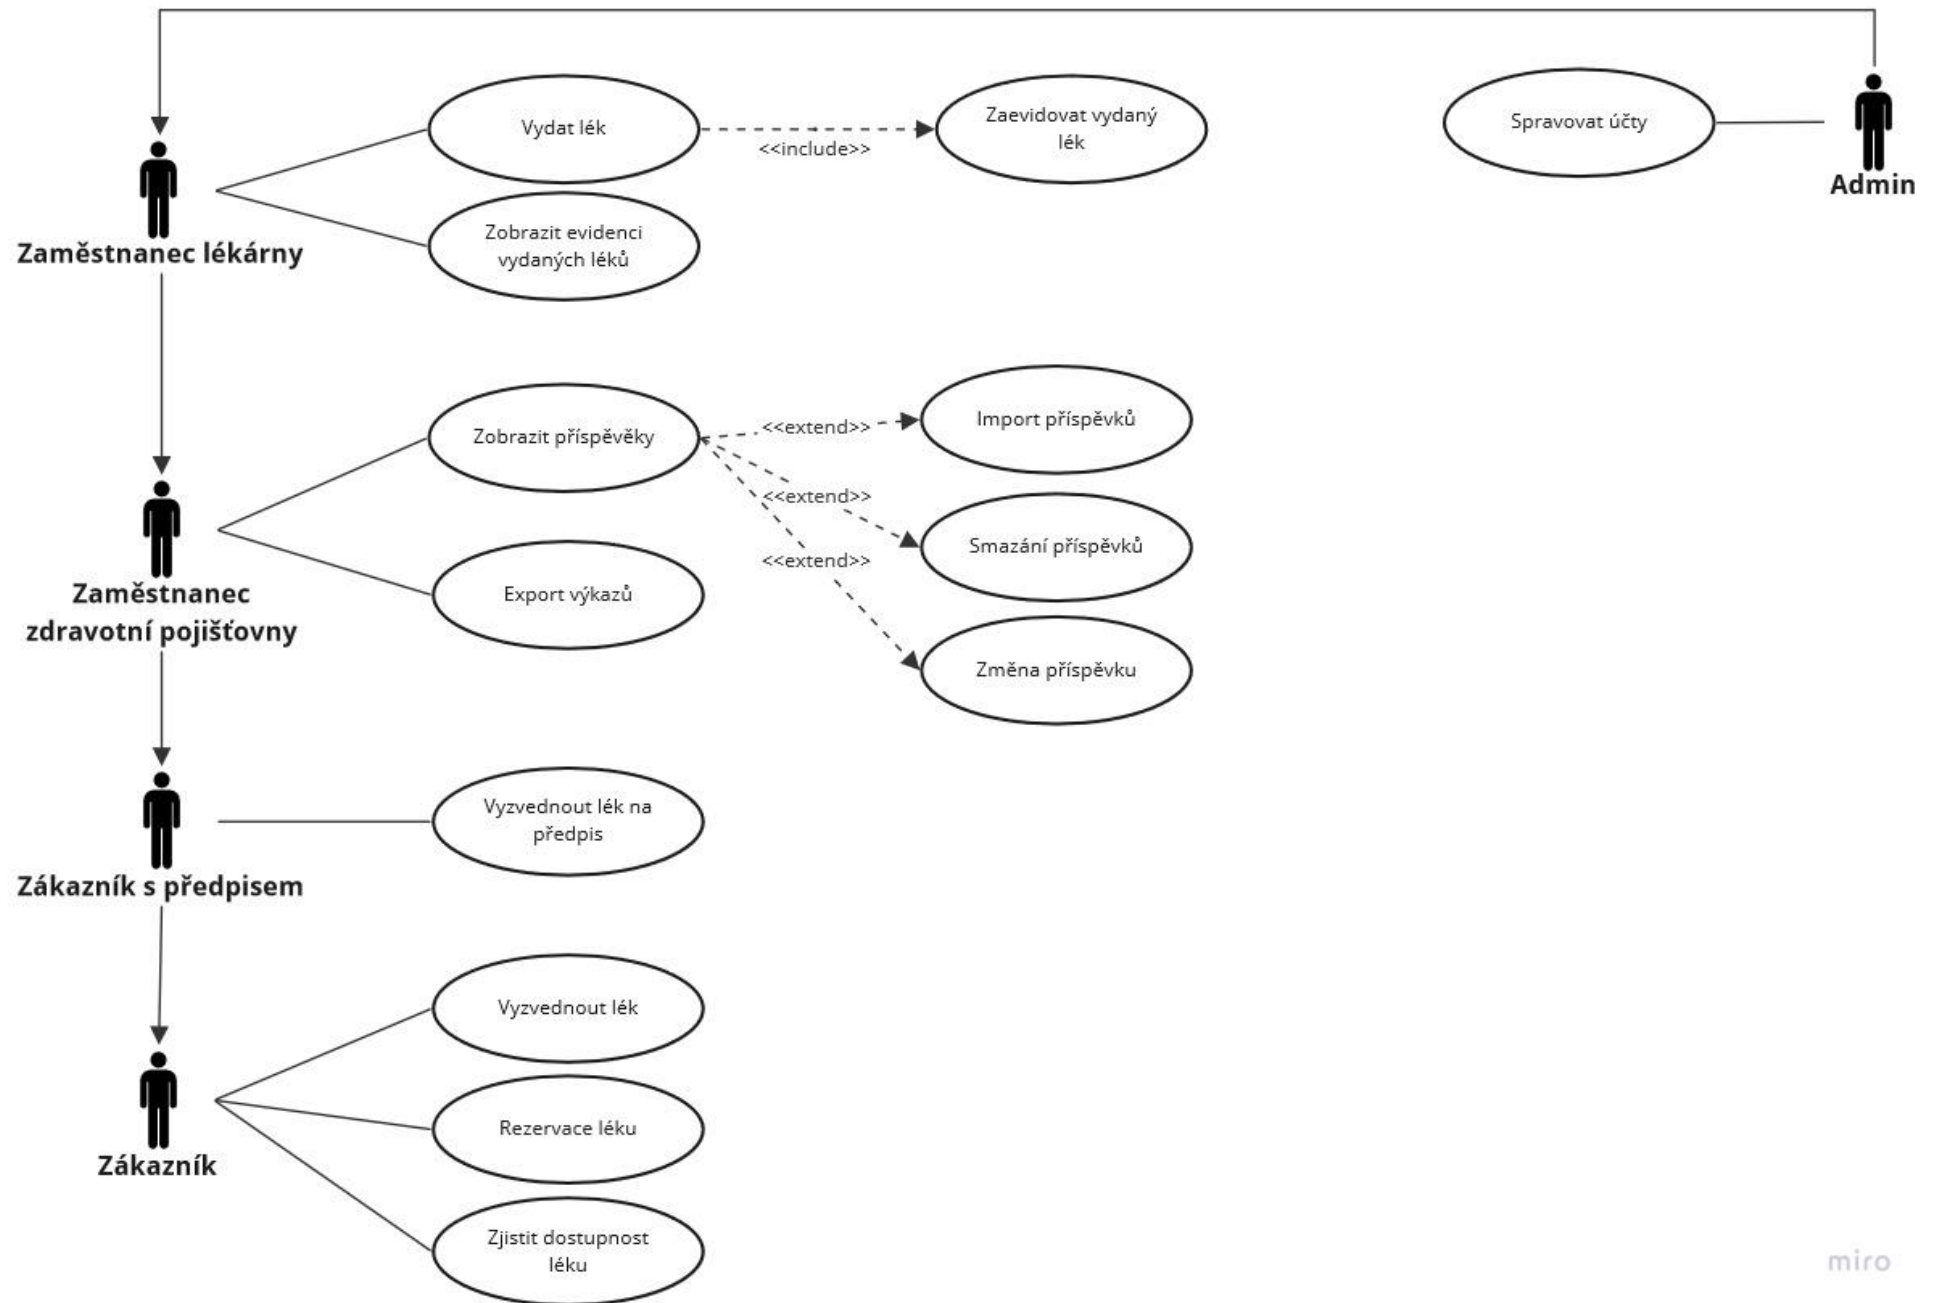 Vydat lék
<<include>>
Zaevidovat vydaný
lék
Spravovat účty
Admin
Zobrazit evidenci
vydaných léků
Zaměstnanec lékárny
Zobrazit příspěvěky
<<extend>>
Import příspěvků
<<extend>>
Smazání příspěvků
<<extend>>
Změna příspěvku
Export výkazů
Zaměstnanec
zdravotní pojišťovny
Vyzvednout lék na
předpis
Zákazník s předpisem
Vyzvednout lék
Rezervace léku
Zákazník
Zjistit dostupnost
léku
miro